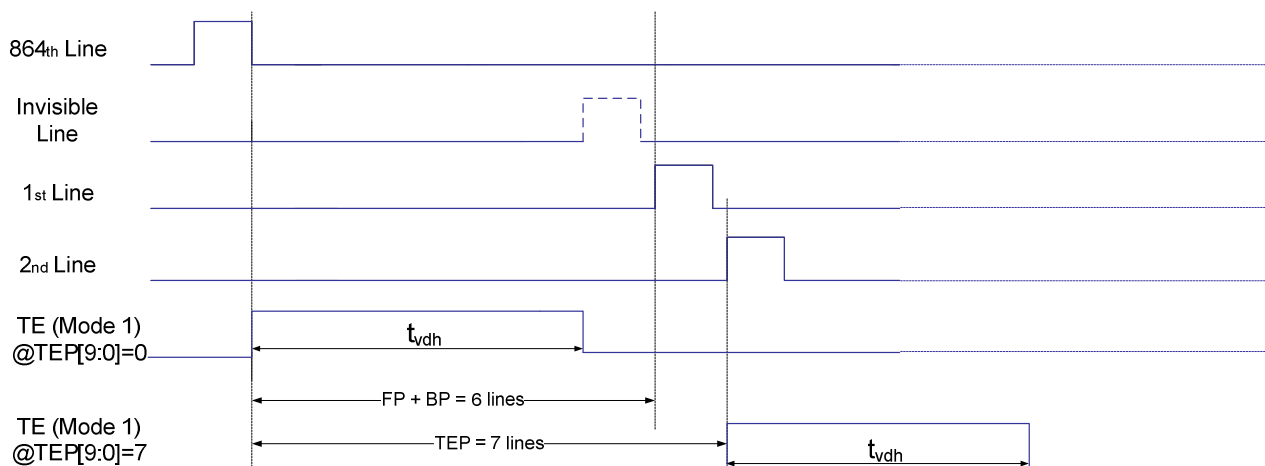 864th Line
Invisible
Line
1st Line
2nd Line
TE (Mode 1)
@TEP[9:0]=0
tvdh
FP + BP = 6 lines
TE (Mode 1)
@TEP[9:0]=7
TEP = 7 lines
tvdh